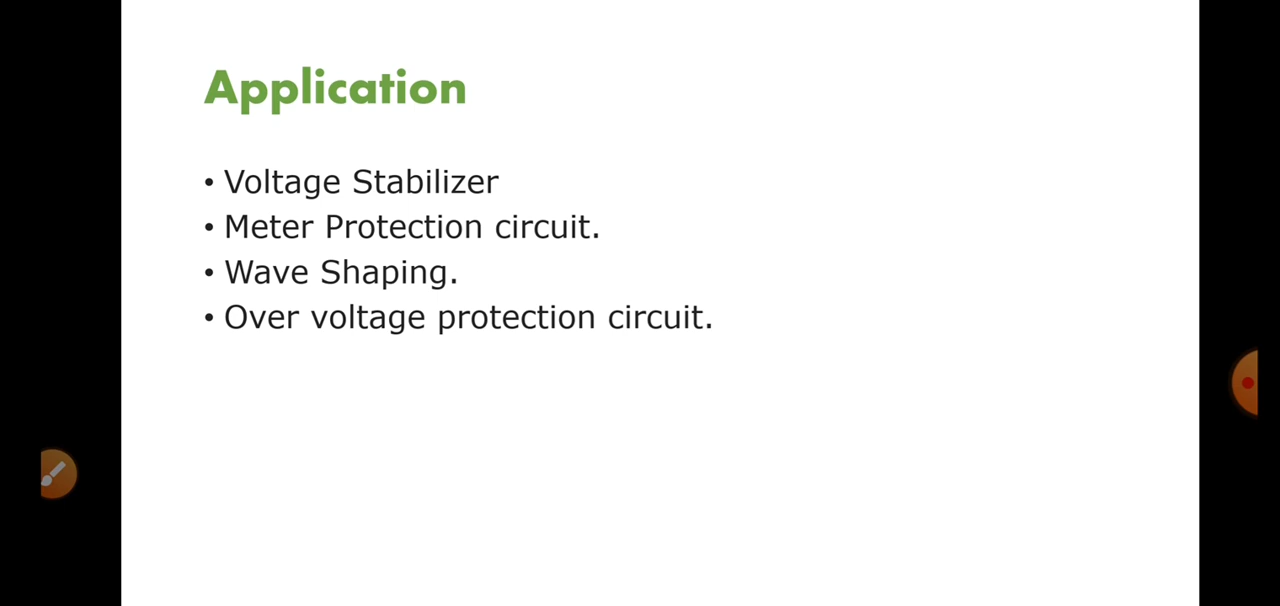 Application
• Voltage Stabilizer
• Meter Protection circuit.
• Wave Shaping.
• Over voltage protection circuit.